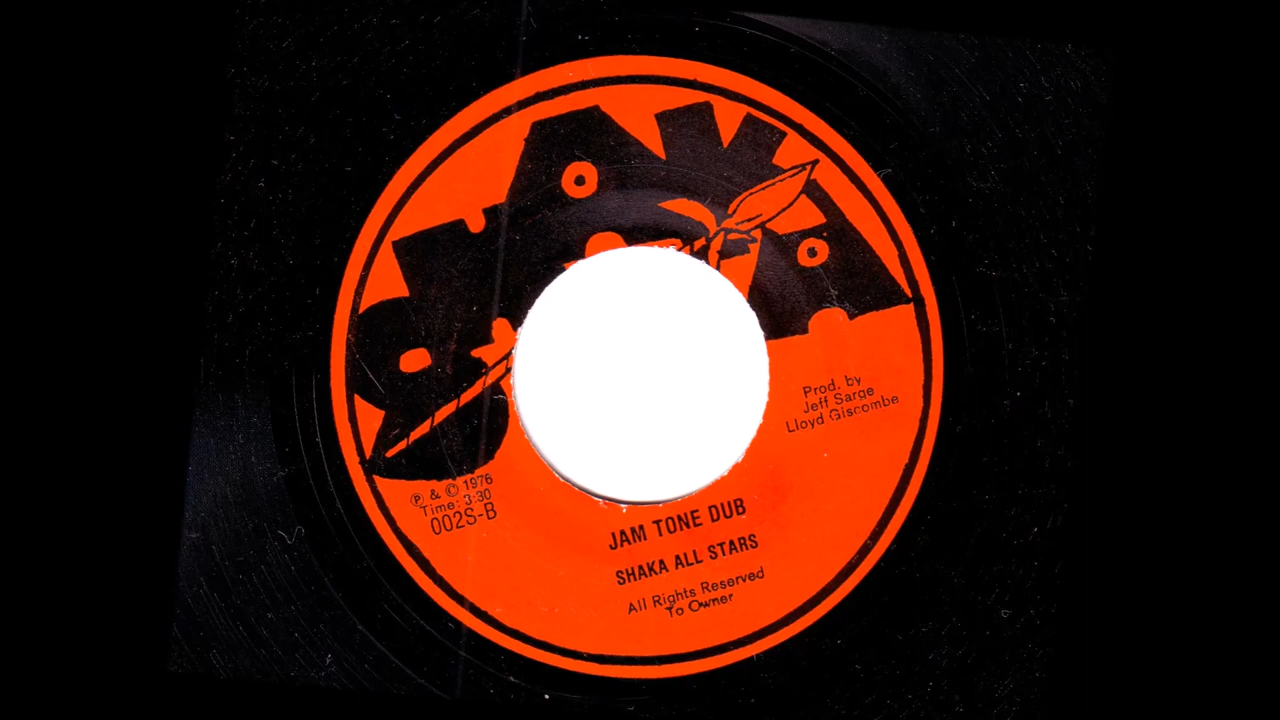 SHAKA
Prod. by
Jeff Sarge
Lloyd Giscombe
Ⓟ & © 1976
Time: 3:30
002S-B
JAM TONE DUB
SHAKA ALL STARS
All Rights Reserved
To Owner